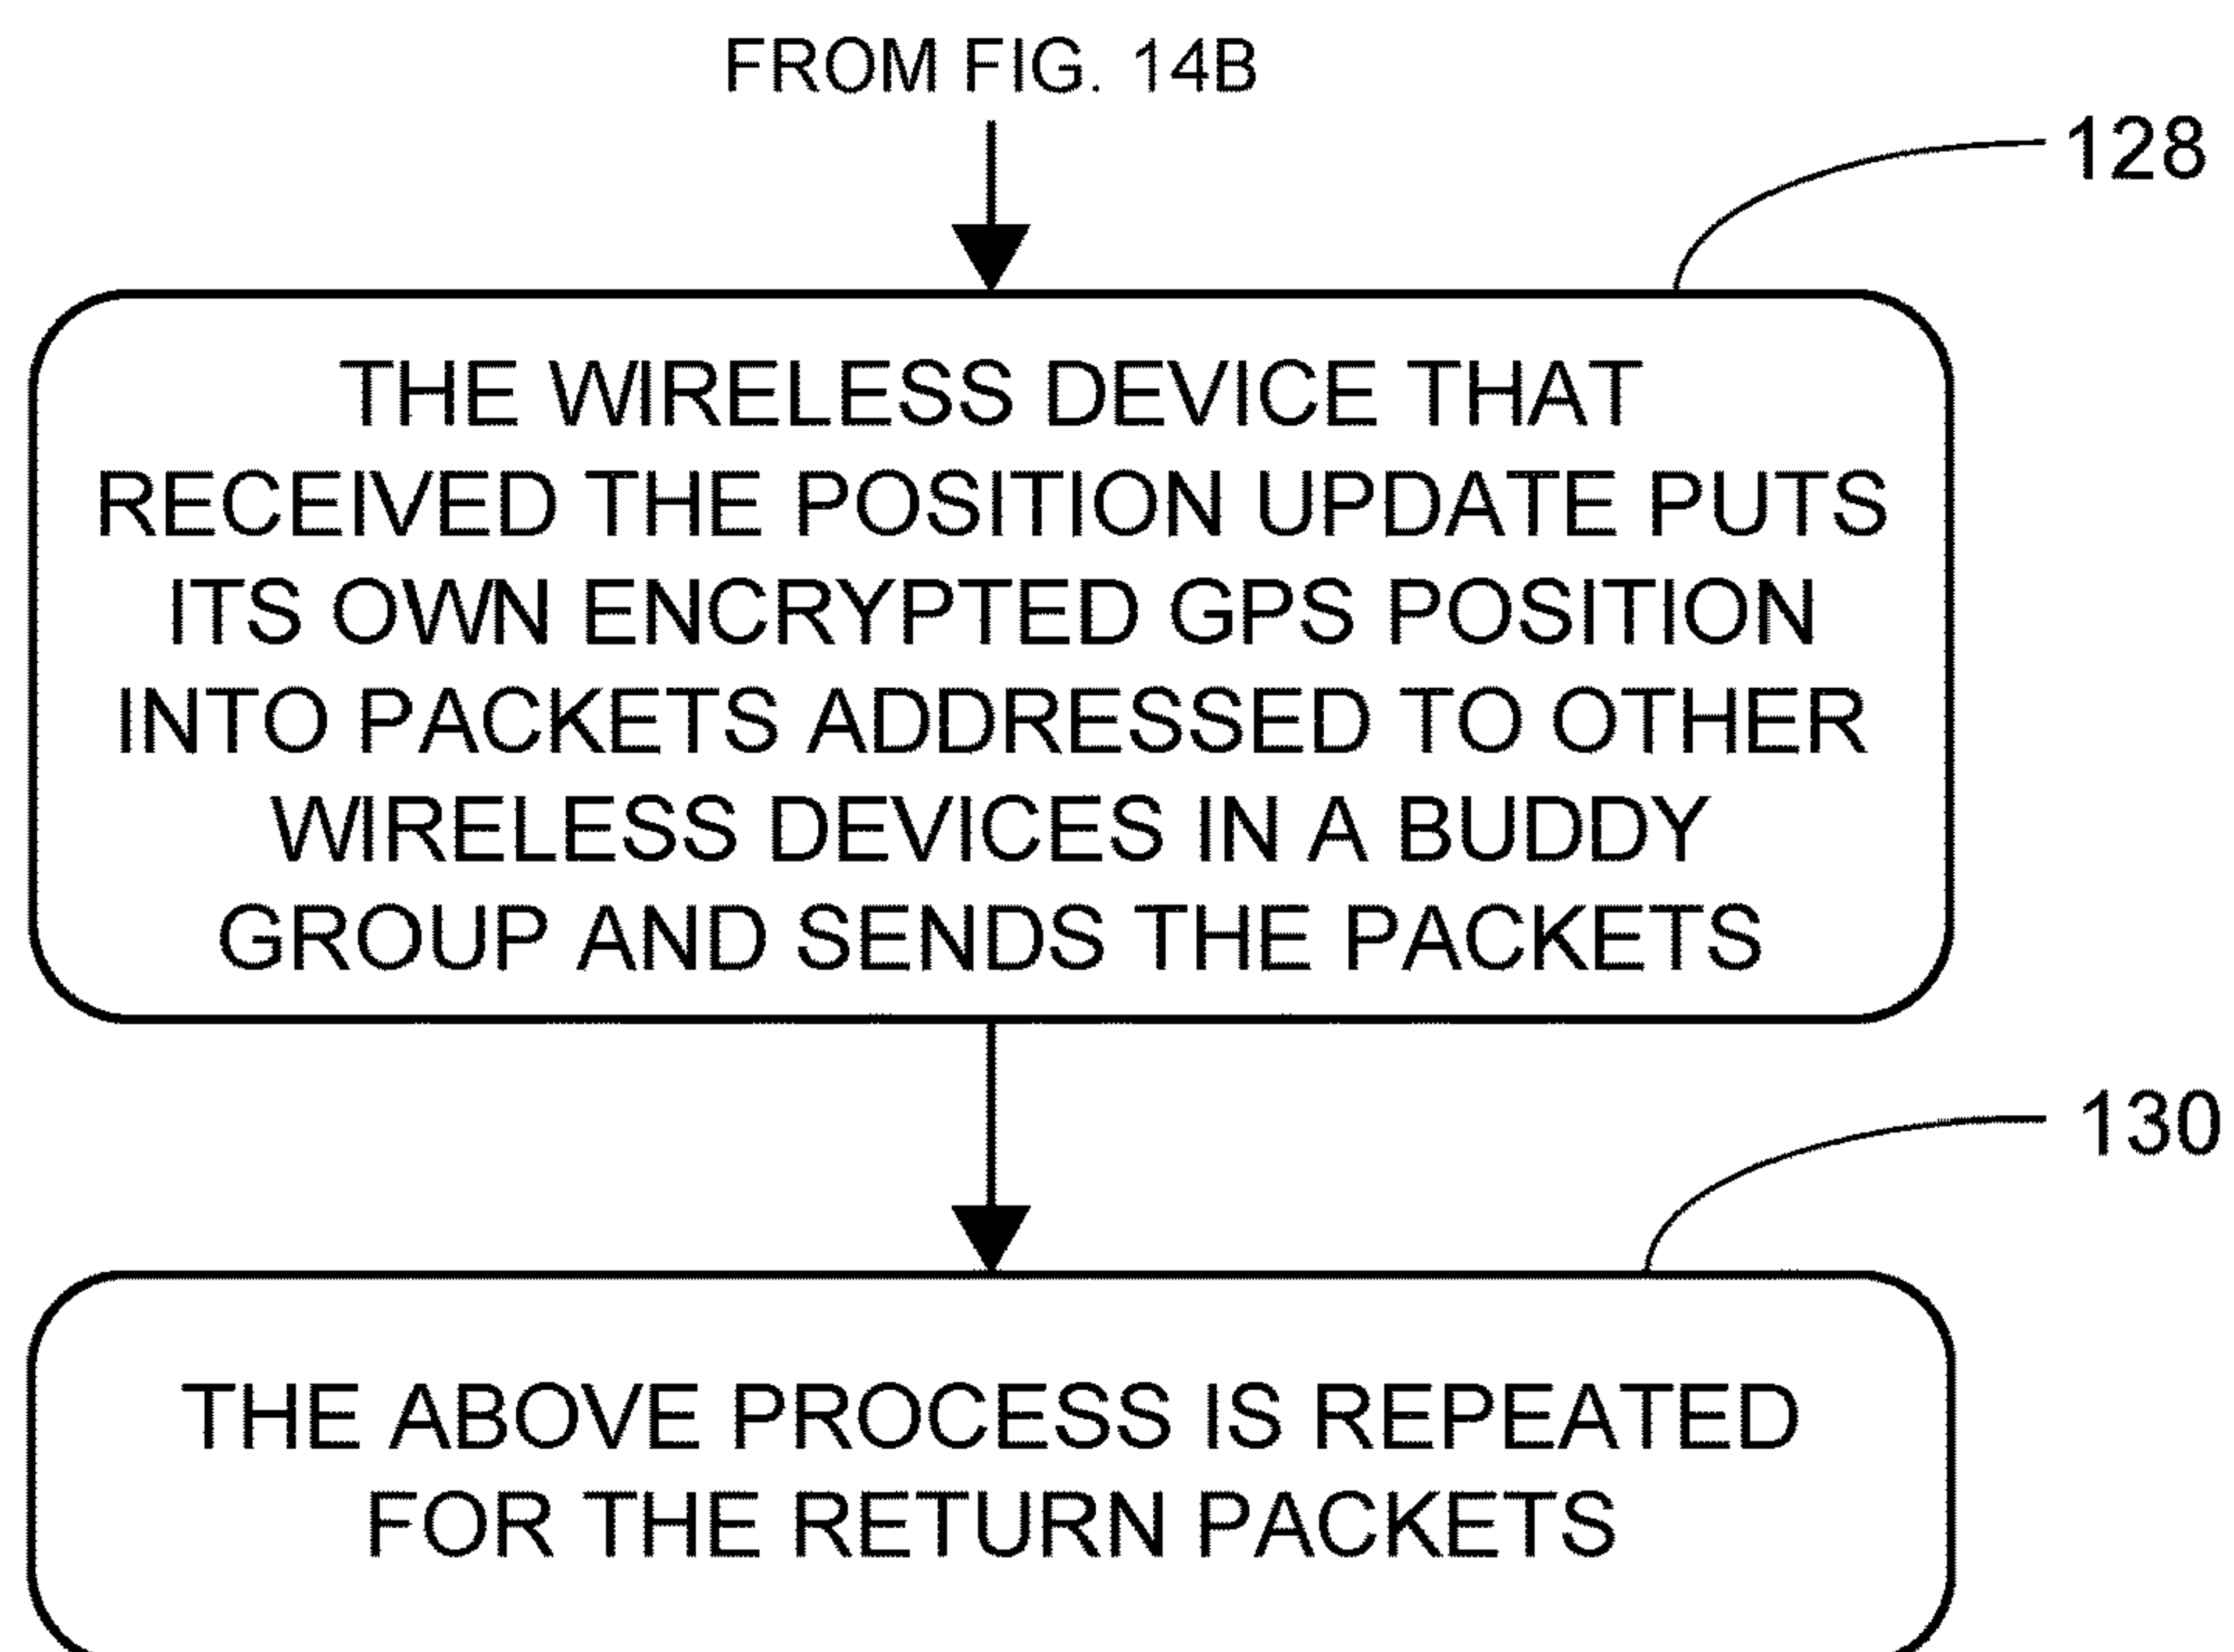 FROM FIG. 14B
128
THE WIRELESS DEVICE THAT
RECEIVED THE POSITION UPDATE PUTS
ITS OWN ENCRYPTED GPS POSITION
INTO PACKETS ADDRESSED TO OTHER
WIRELESS DEVICES IN A BUDDY
GROUP AND SENDS THE PACKETS
130
THE ABOVE PROCESS IS REPEATED
FOR THE RETURN PACKETS